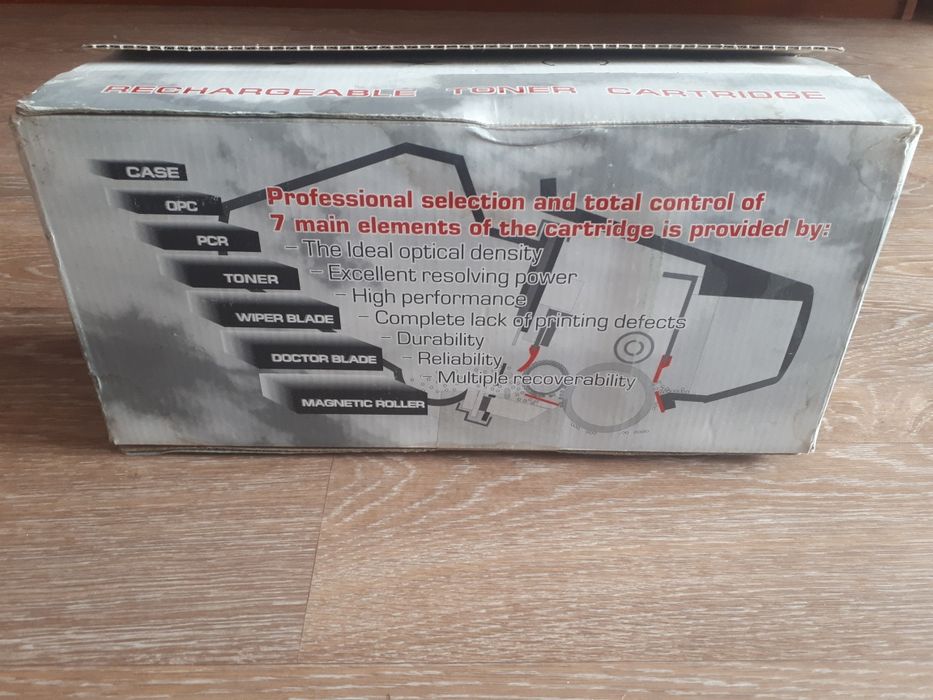 RECHARGEABLE TONER CARTRIDGE
CASE
OPC
PCR
TONER
WIPER BLADE
DOCTOR BLADE
MAGNETIC ROLLER
Professional selection and total control of
7 main elements of the cartridge is provided by:
- The Ideal optical density
- Excellent resolving power
- High performance
- Complete lack of printing defects
- Durability
- Reliability
- Multiple recoverability